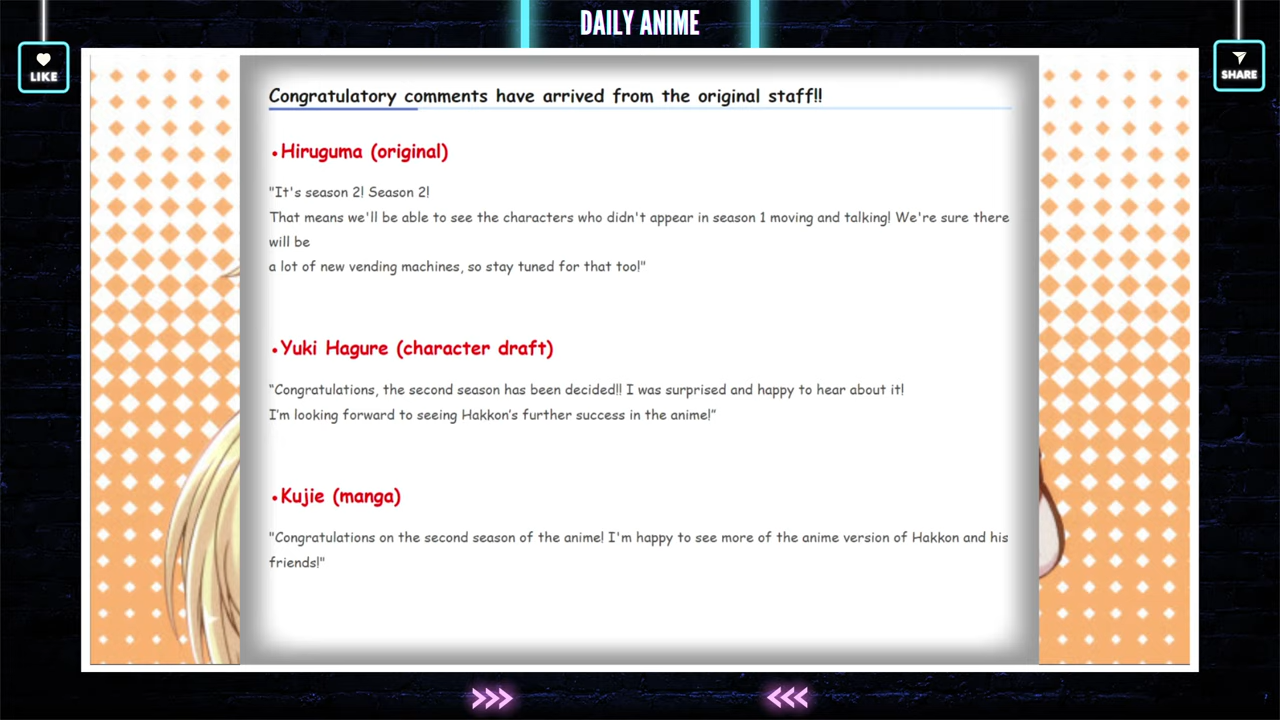 DAILY ANIME
LIKE
SHARE
Congratulatory comments have arrived from the original staff!!
•Hiruguma (original)
"It's season 2! Season 2!
That means we'll be able to see the characters who didn't appear in season 1 moving and talking! We're sure there
will be
a lot of new vending machines, so stay tuned for that too!"
•Yuki Hagure (character draft)
“Congratulations, the second season has been decided!! I was surprised and happy to hear about it!
I’m looking forward to seeing Hakkon’s further success in the anime!”
•Kujie (manga)
"Congratulations on the second season of the anime! I'm happy to see more of the anime version of Hakkon and his
friends!"